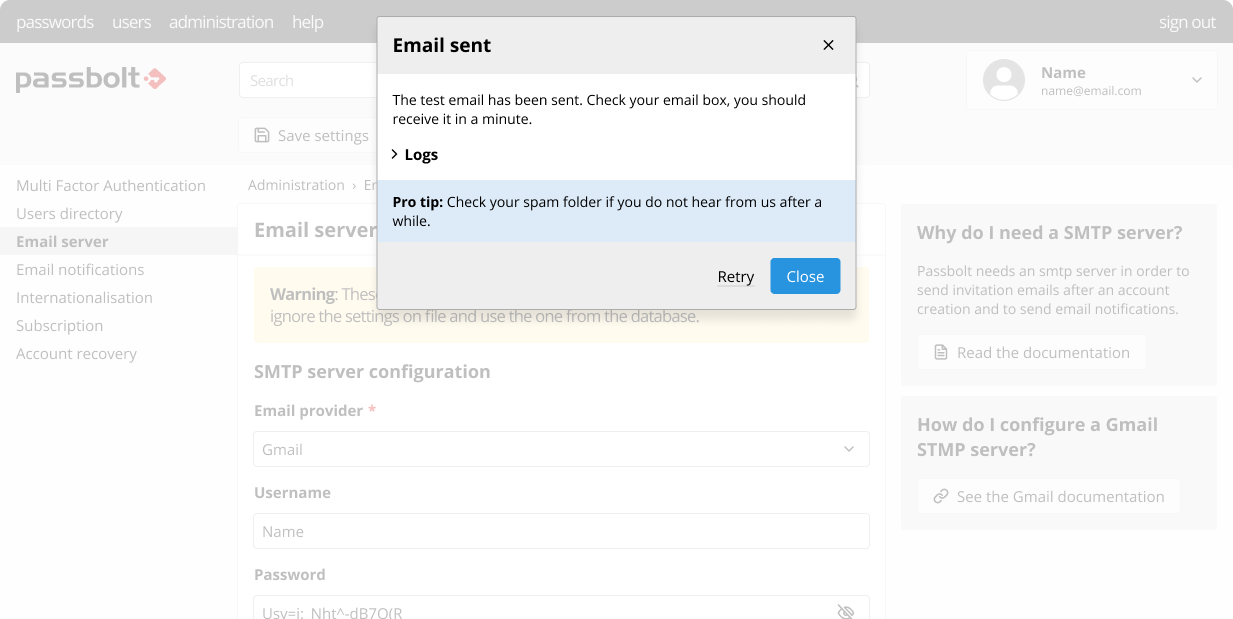 passwords users administration help sign out
passbolt
Search
Name
name@email.com
Save settings
Email sent
The test email has been sent. Check your email box, you should
receive it in a minute.
Logs
Pro tip: Check your spam folder if you do not hear from us after a
while.
Retry Close
Multi Factor Authentication
Users directory
Email server
Email notifications
Internationalisation
Subscription
Account recovery
Administration › E
Email server
Warning: Thes
ignore the settings on file and use the one from the database.
SMTP server configuration
Email provider *
Gmail
Username
Name
Password
Why do I need a SMTP server?
Passbolt needs an smtp server in order to
send invitation emails after an account
creation and to send email notifications.
Read the documentation
How do I configure a Gmail
STMP server?
See the Gmail documentation